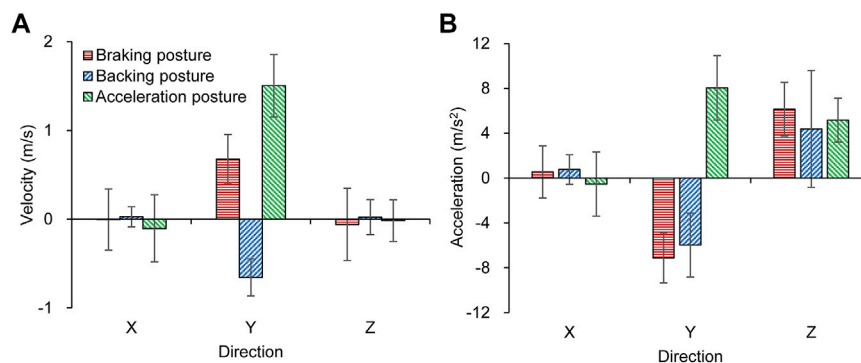 A
Velocity (m/s)
2
1
0
-1
Braking posture
Backing posture
Acceleration posture
X Y Z
Direction
B
Acceleration (m/s²)
12
8
4
0
-4
-8
-12
X Y Z
Direction